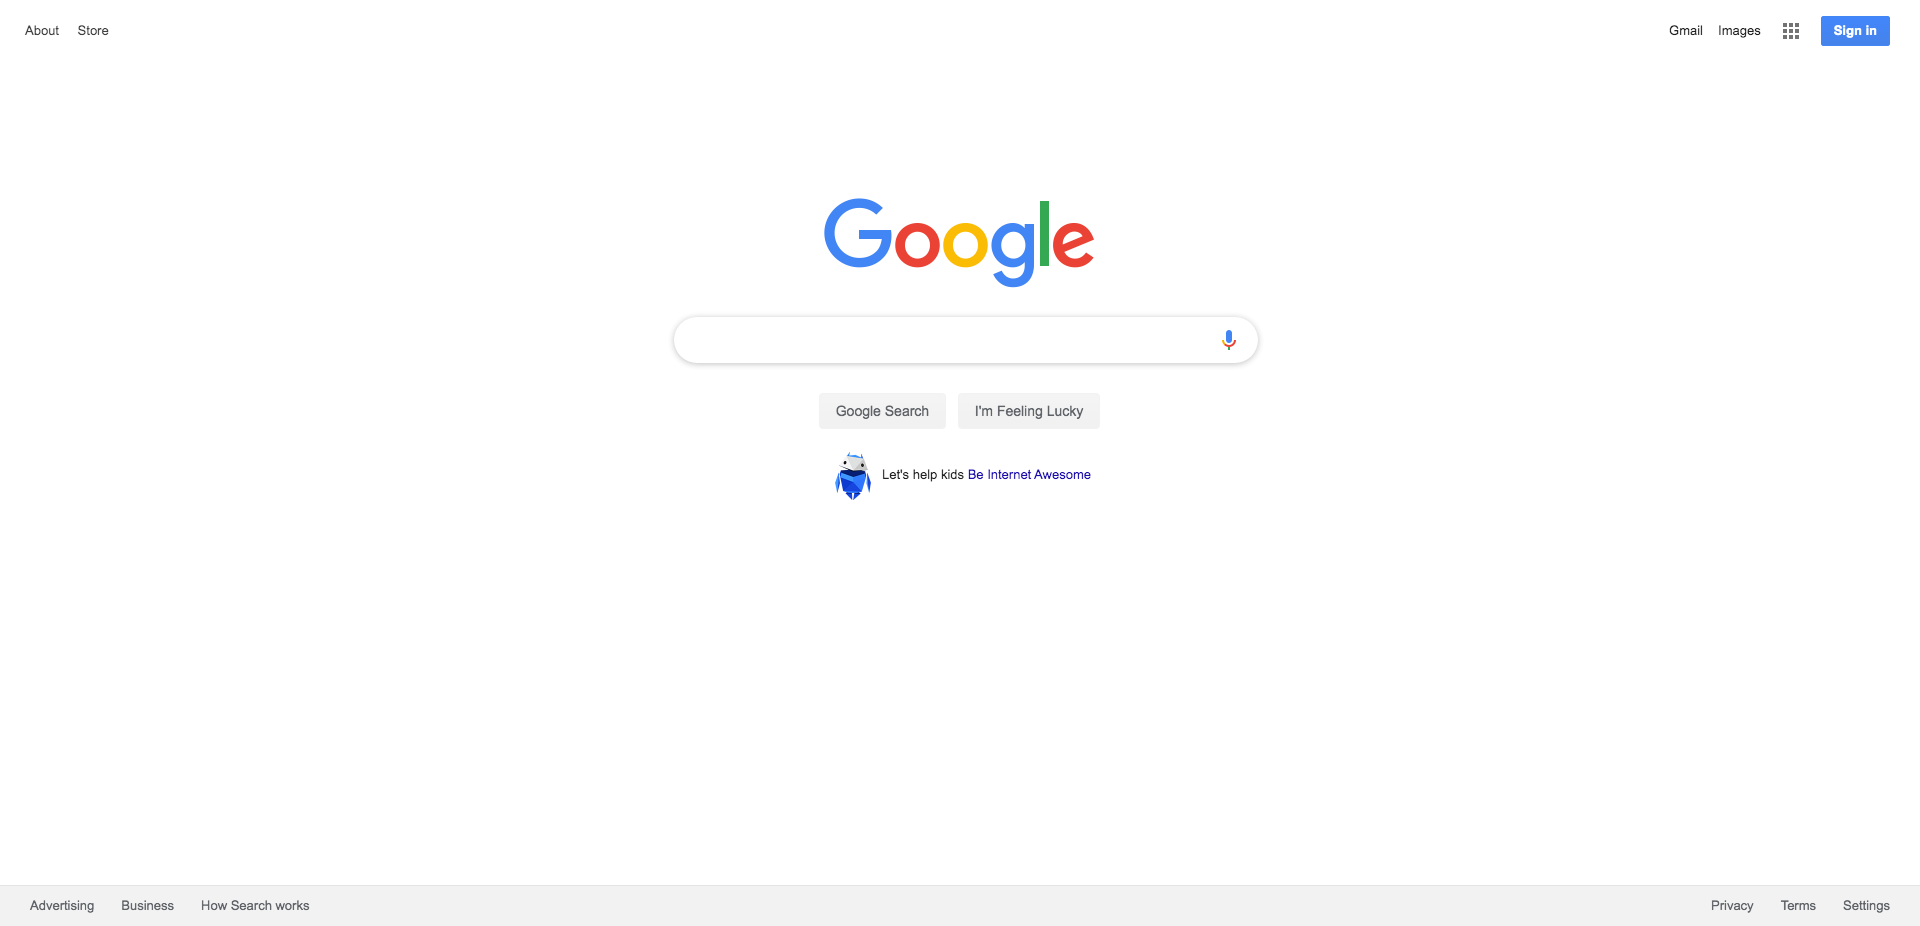 About Store Gmail Images Sign in
Google
Google Search I'm Feeling Lucky
Let's help kids Be Internet Awesome
Advertising Business How Search works Privacy Terms Settings